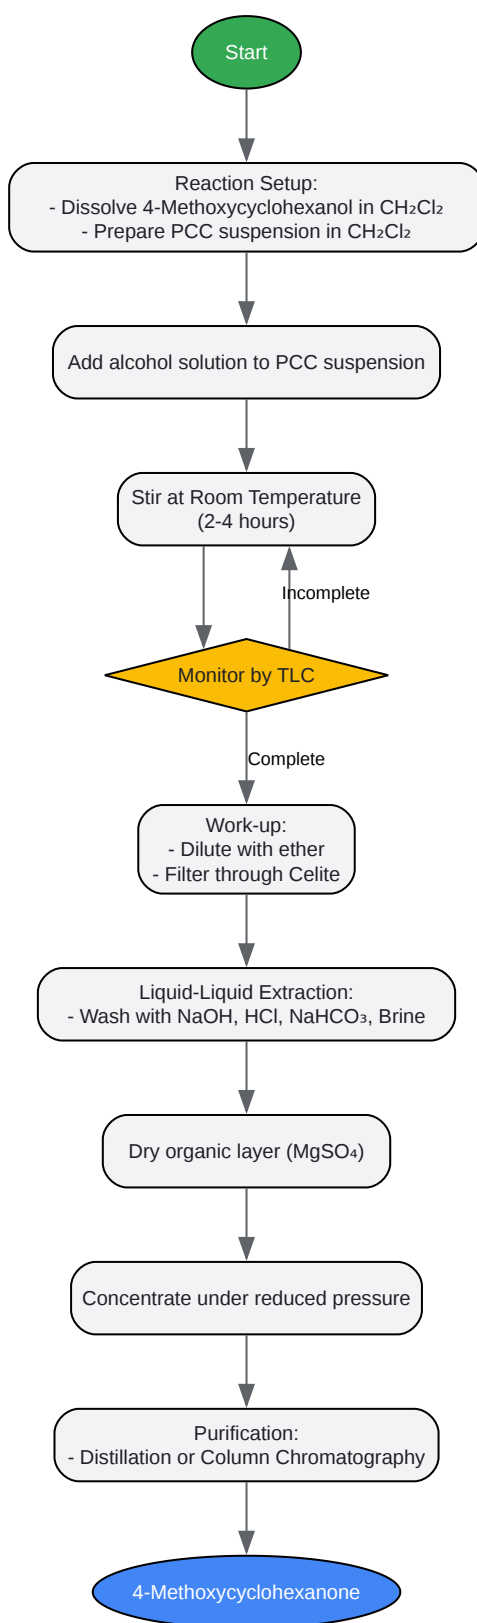 Start
Reaction Setup:
- Dissolve 4-Methoxycyclohexanol in CH₂Cl₂
- Prepare PCC suspension in CH₂Cl₂
Add alcohol solution to PCC suspension
Stir at Room Temperature
(2-4 hours)
Incomplete
Monitor by TLC
Complete
Work-up:
- Dilute with ether
- Filter through Celite
Liquid-Liquid Extraction:
- Wash with NaOH, HCl, NaHCO₃, Brine
Dry organic layer (MgSO₄)
Concentrate under reduced pressure
Purification:
- Distillation or Column Chromatography
4-Methoxycyclohexanone